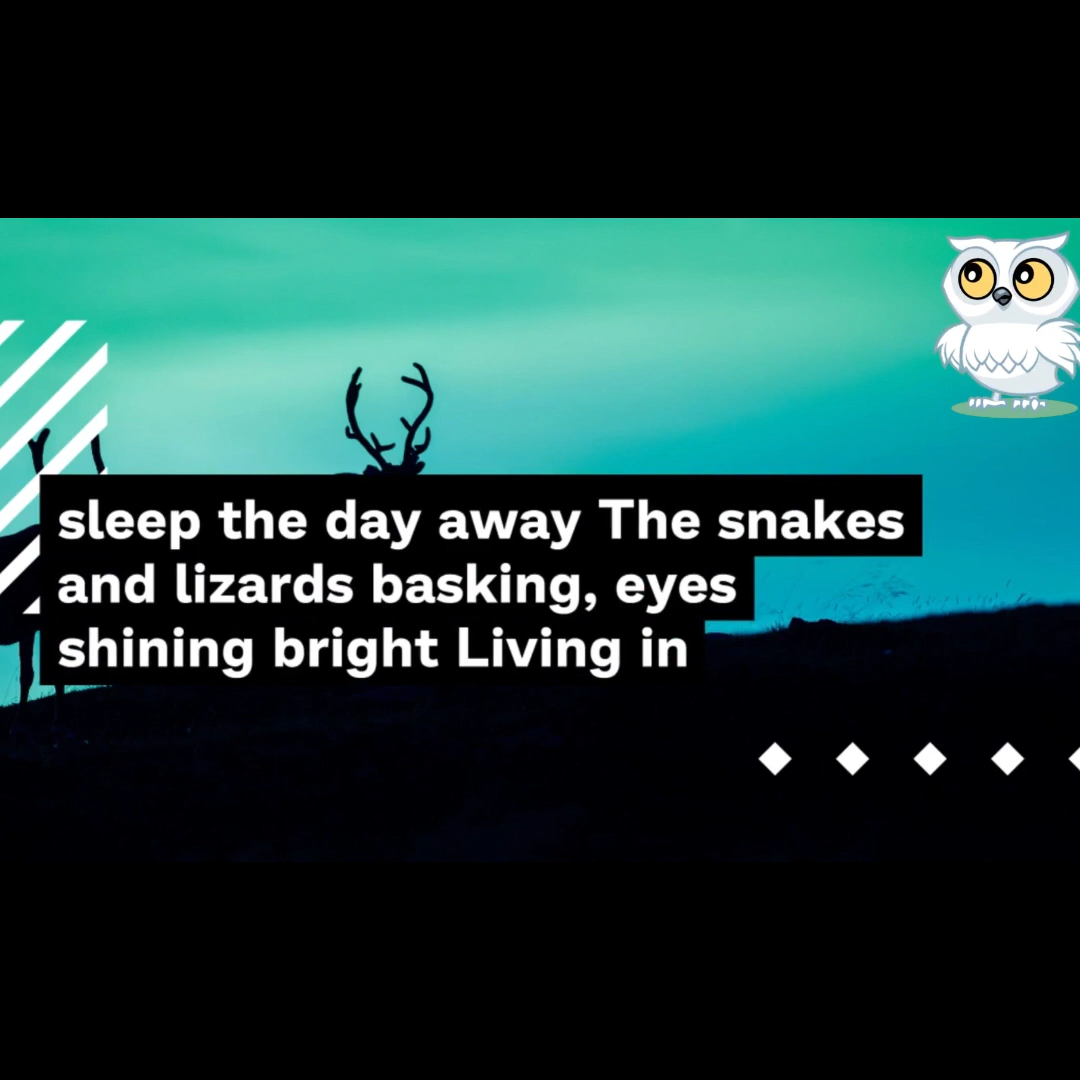 sleep the day away The snakes
and lizards basking, eyes
shining bright Living in